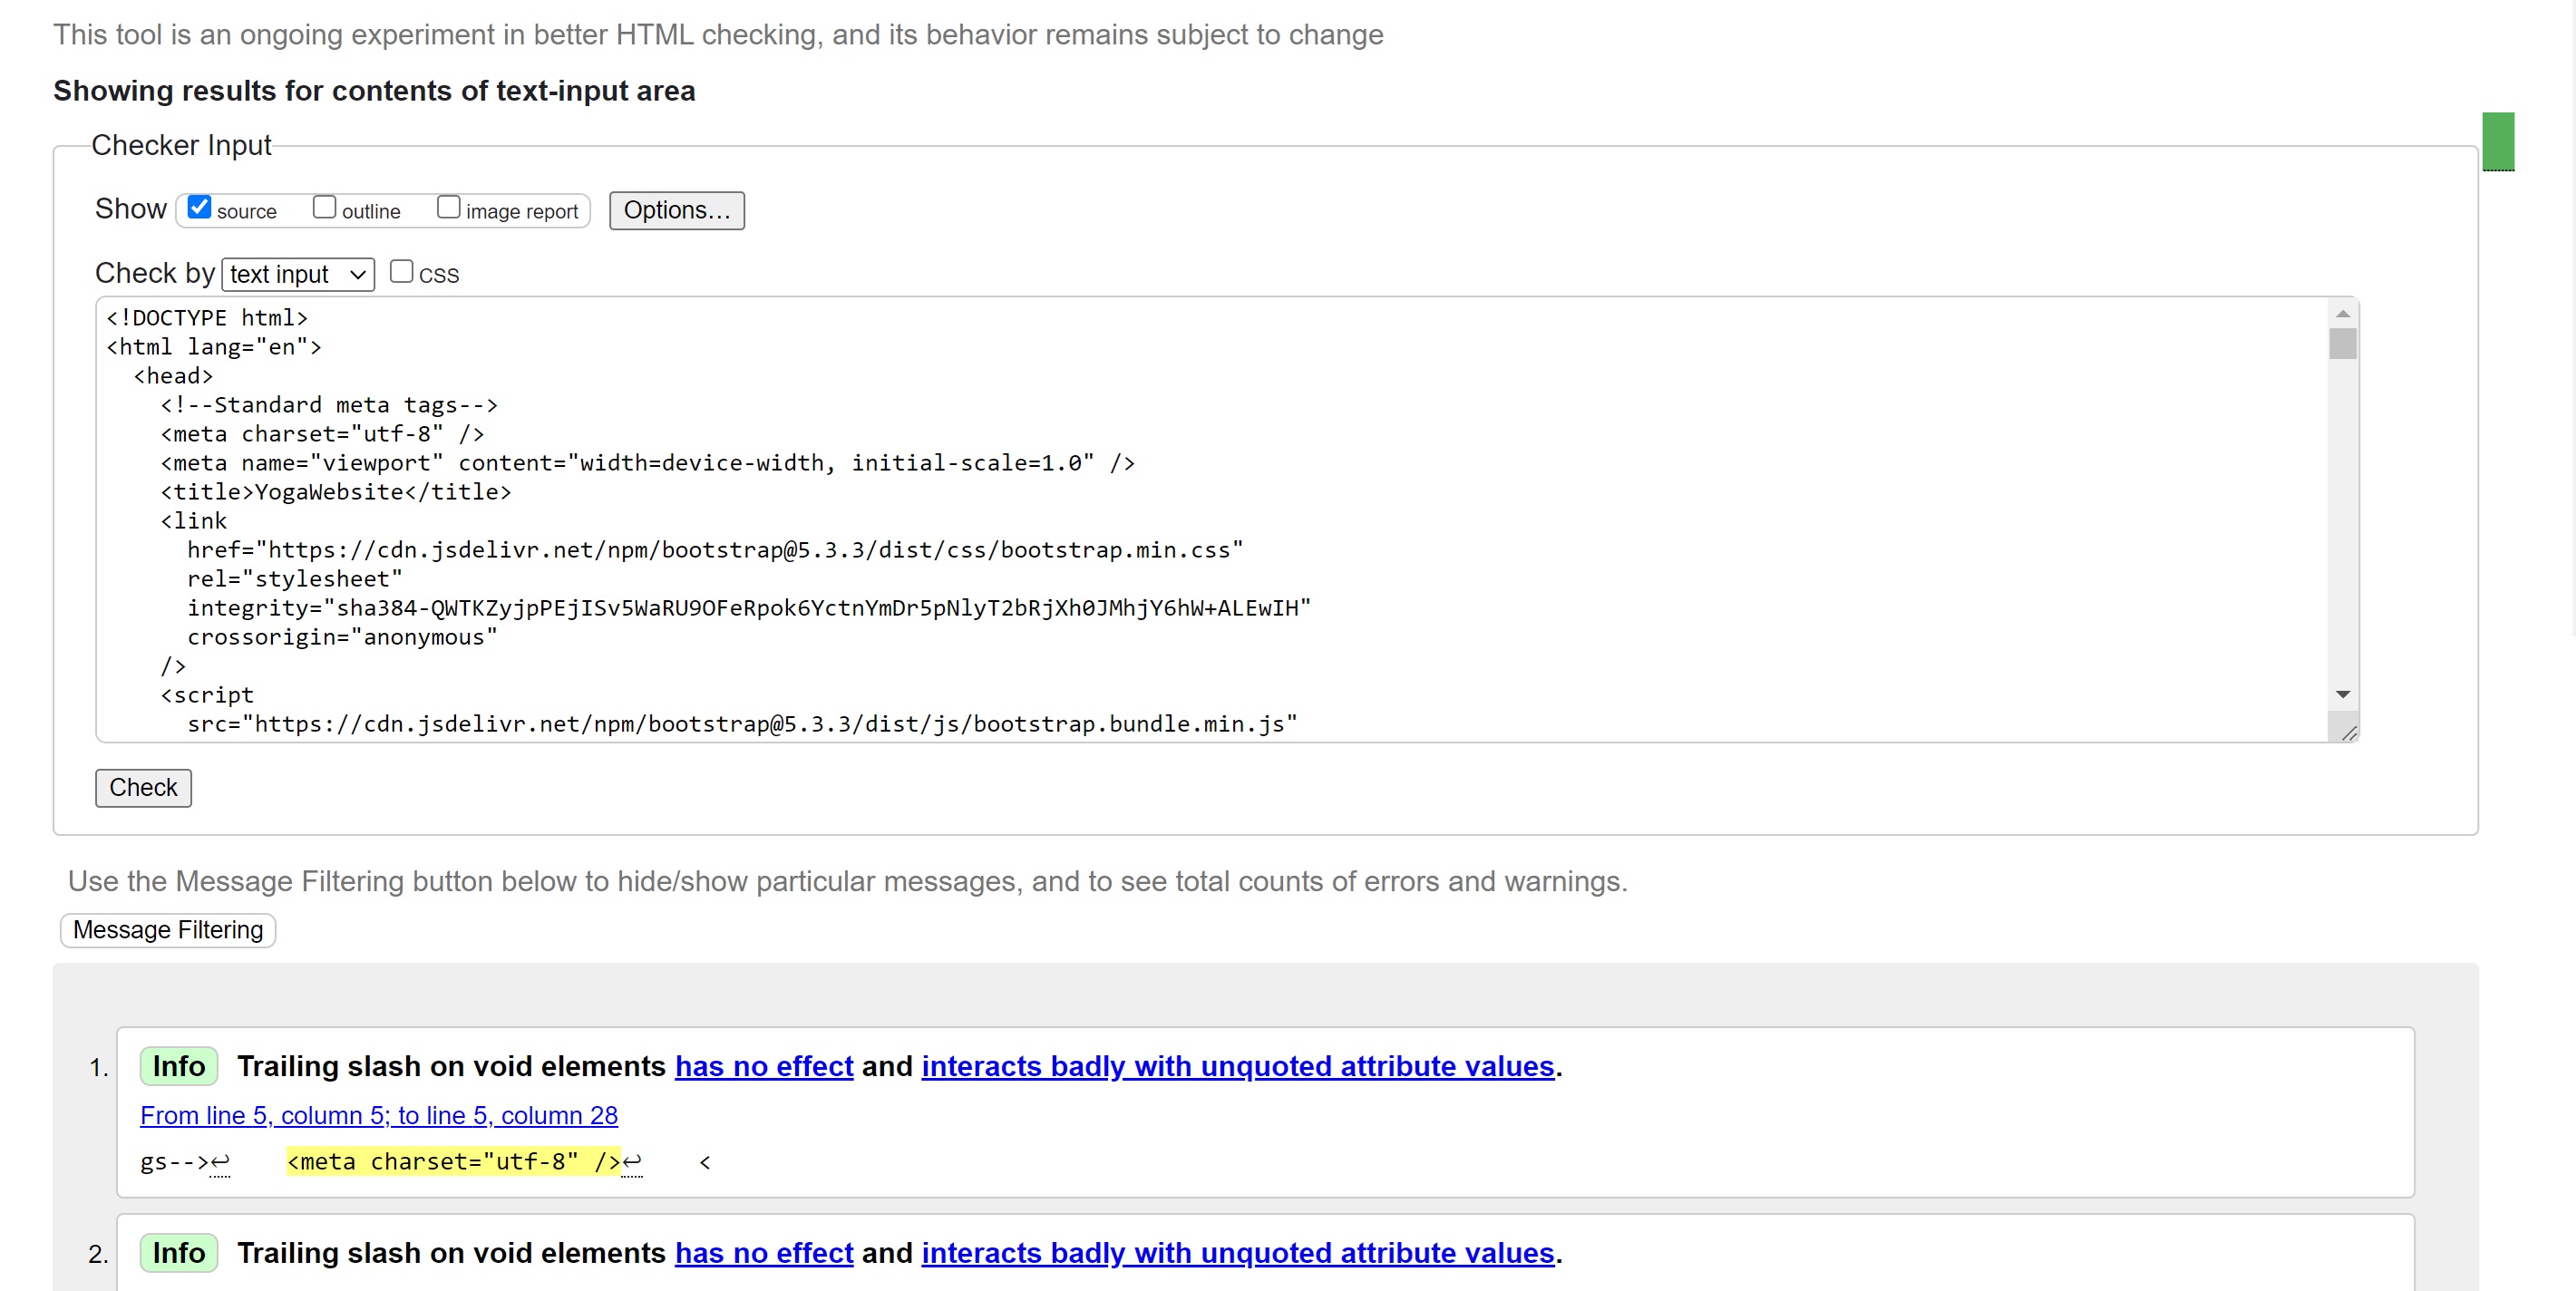 This tool is an ongoing experiment in better HTML checking, and its behavior remains subject to change
Showing results for contents of text-input area
Checker Input
Show source outline image report Options...
Check by text input CSS
<!DOCTYPE html>
<html lang="en">
<head>
<!--Standard meta tags-->
<meta charset="utf-8" />
<meta name="viewport" content="width=device-width, initial-scale=1.0" />
<title>YogaWebsite</title>
<link
href="https://cdn.jsdelivr.net/npm/bootstrap@5.3.3/dist/css/bootstrap.min.css"
rel="stylesheet"
integrity="sha384-QWTKZyjpPEjISv5WaRU9OFeRpok6YctnYmDr5pNlyT2bRjXh0JMhjY6hW+ALEwIH"
crossorigin="anonymous"
/>
<script
src="https://cdn.jsdelivr.net/npm/bootstrap@5.3.3/dist/js/bootstrap.bundle.min.js"
Check
Use the Message Filtering button below to hide/show particular messages, and to see total counts of errors and warnings.
Message Filtering
1. Info Trailing slash on void elements has no effect and interacts badly with unquoted attribute values.
From line 5, column 5; to line 5, column 28
gs-->↩ <meta charset="utf-8" />↩ <
2. Info Trailing slash on void elements has no effect and interacts badly with unquoted attribute values.